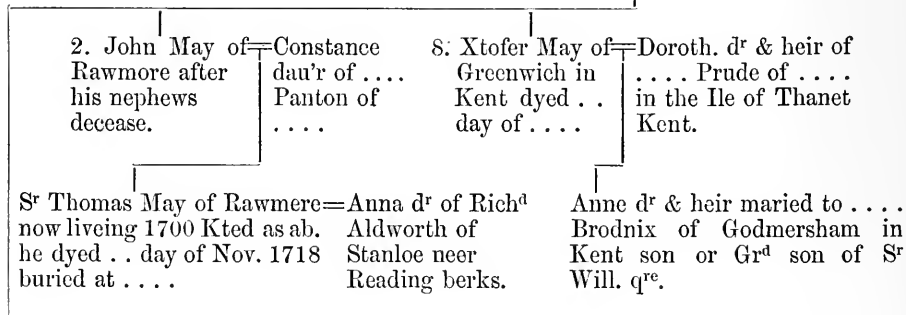 2. John May of
Rawmore after
his nephews
decease.
Constance
dau'r of ....
Panton of
....
8. Xtofer May of
Greenwich in
Kent dyed ..
day of ....
Doroth. dr & heir of
.... Prude of ....
in the Ile of Thanet
Kent.
Sr Thomas May of Rawmere=
now liveing 1700 Kted as ab.
he dyed .. day of Nov. 1718
buried at ....
Anna dr of Richd
Aldworth of
Stanloe neer
Reading berks.
Anne dr & heir maried to ....
Brodnix of Godmersham in
Kent son or Grd son of Sr
Will. qre.